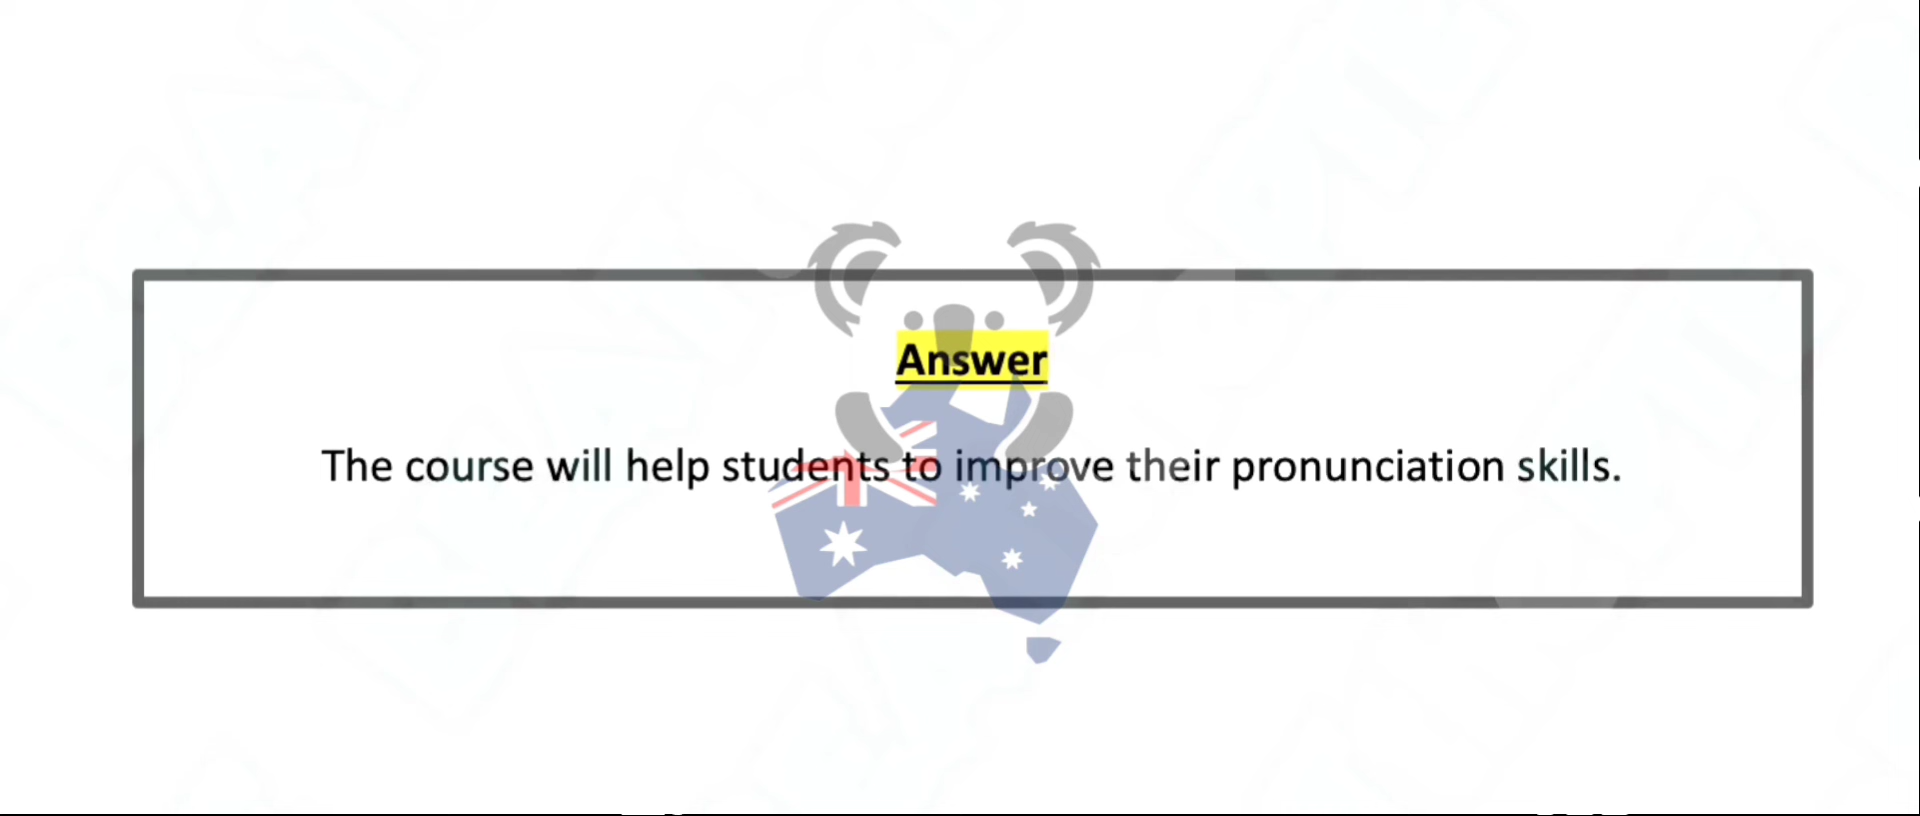 Answer
The course will help students to improve their pronunciation skills.